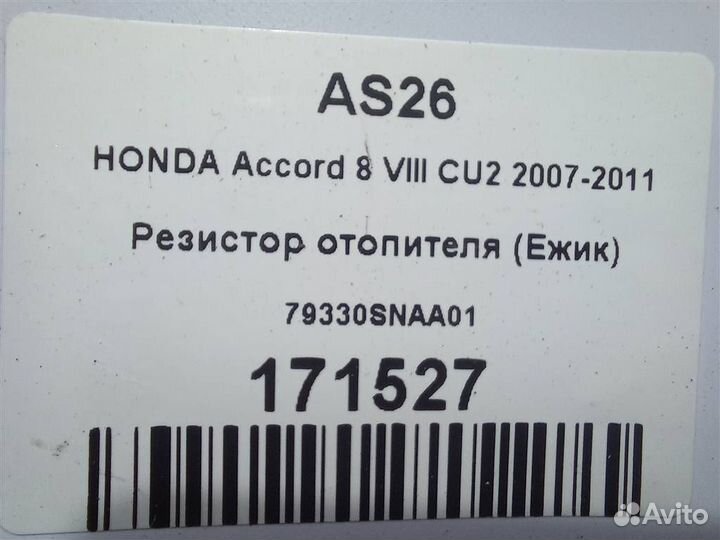 AS26
HONDA Accord 8 VIII CU2 2007-2011
Резистор отопителя (Ежик)
79330SNAA01
171527
Avito